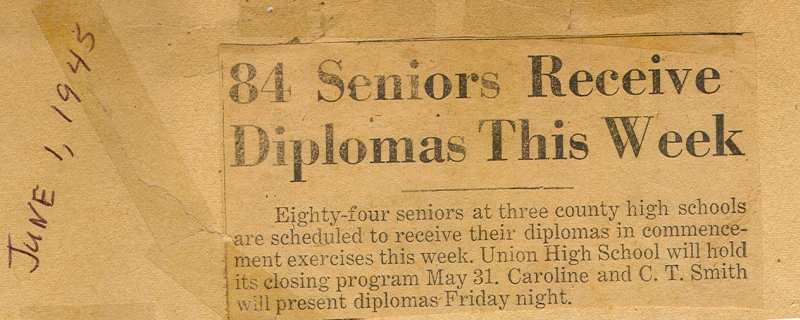 JUNE 1, 1945
84 Seniors Receive
Diplomas This Week
Eighty-four seniors at three county high schools
are scheduled to receive their diplomas in commence-
ment exercises this week. Union High School will hold
its closing program May 31. Caroline and C. T. Smith
will present diplomas Friday night.